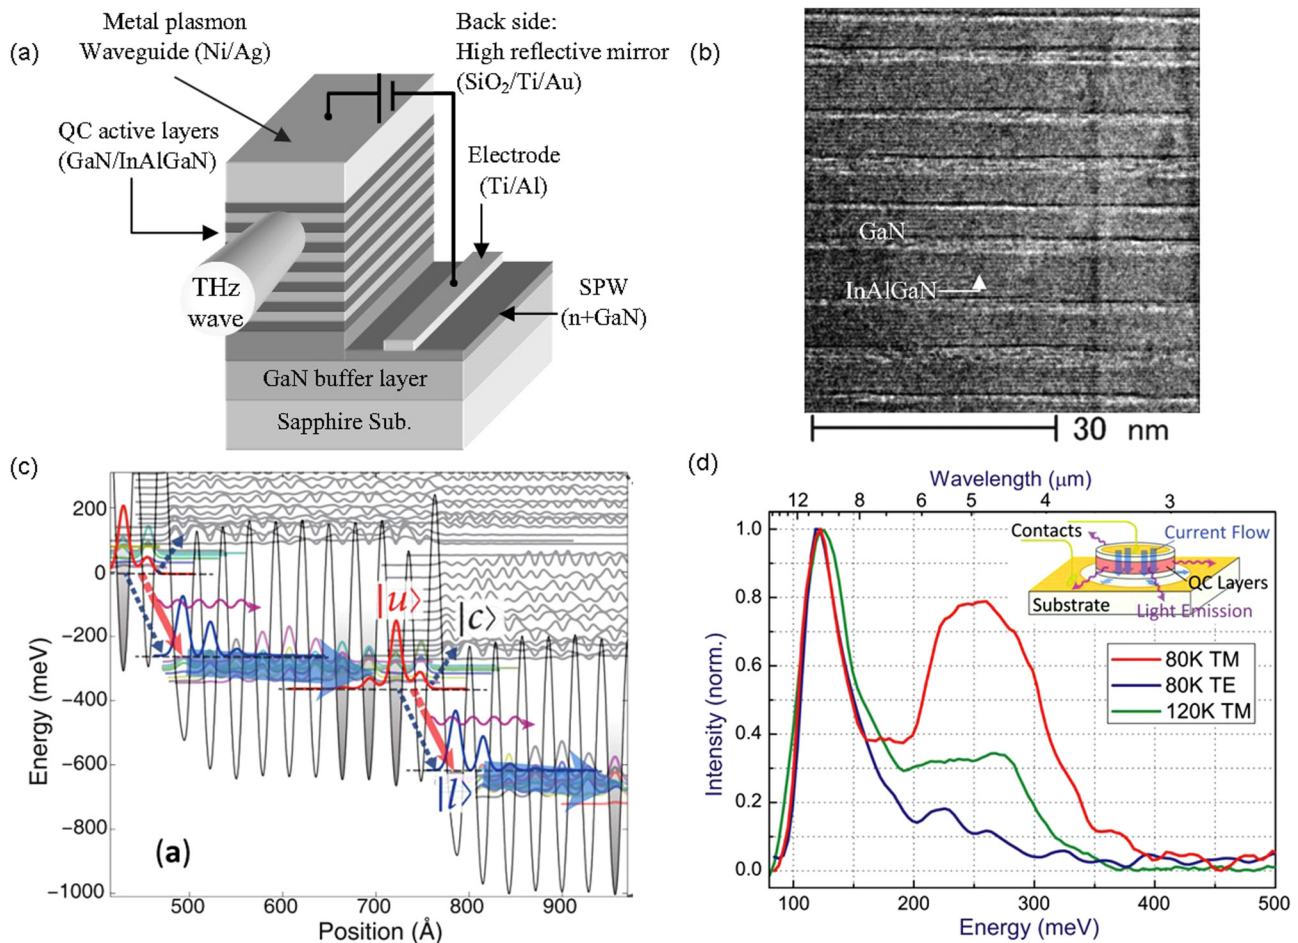 (a)
Metal plasmon
Waveguide (Ni/Ag)
Back side:
High reflective mirror
(SiO₂/Ti/Au)
QC active layers
(GaN/InAlGaN)
Electrode
(Ti/Al)
THz
wave
SPW
(n+GaN)
GaN buffer layer
Sapphire Sub.
(b)
GaN
InAlGaN
30 nm
(c)
Energy (meV)
200
0
−200
−400
−600
−800
−1000
|u⟩
|c⟩
|l⟩
(a)
500 600 700 800 900
Position (Å)
(d)
Wavelength (μm)
12 8 6 5 4 3
Intensity (norm.)
1.0
0.8
0.6
0.4
0.2
0.0
Contacts
Current Flow
QC Layers
Substrate
Light Emission
80K TM
80K TE
120K TM
100 200 300 400 500
Energy (meV)